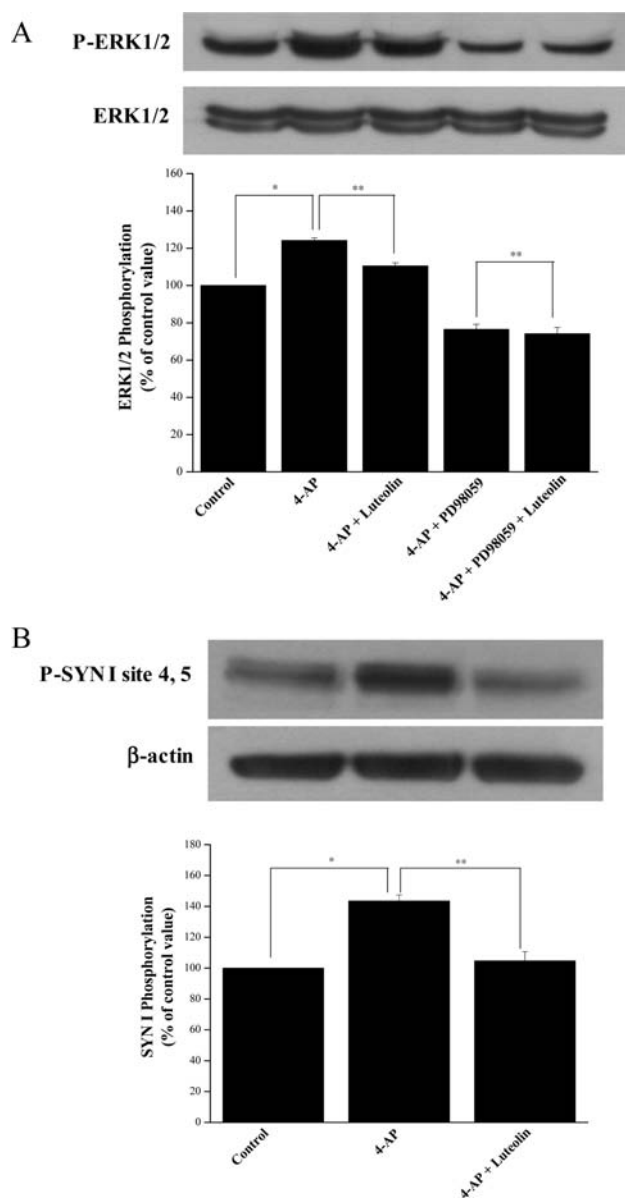 A
P-ERK1/2
ERK1/2
160
140
120
100
80
60
40
20
0
ERK1/2 Phosphorylation
(% of control value)
*
**
**
Control
4-AP
4-AP + Luteolin
4-AP + PD98059
4-AP + PD98059 + Luteolin
B
P-SYN I site 4, 5
β-actin
180
160
140
120
100
80
60
40
20
0
SYN I Phosphorylation
(% of control value)
*
**
Control
4-AP
4-AP + Luteolin